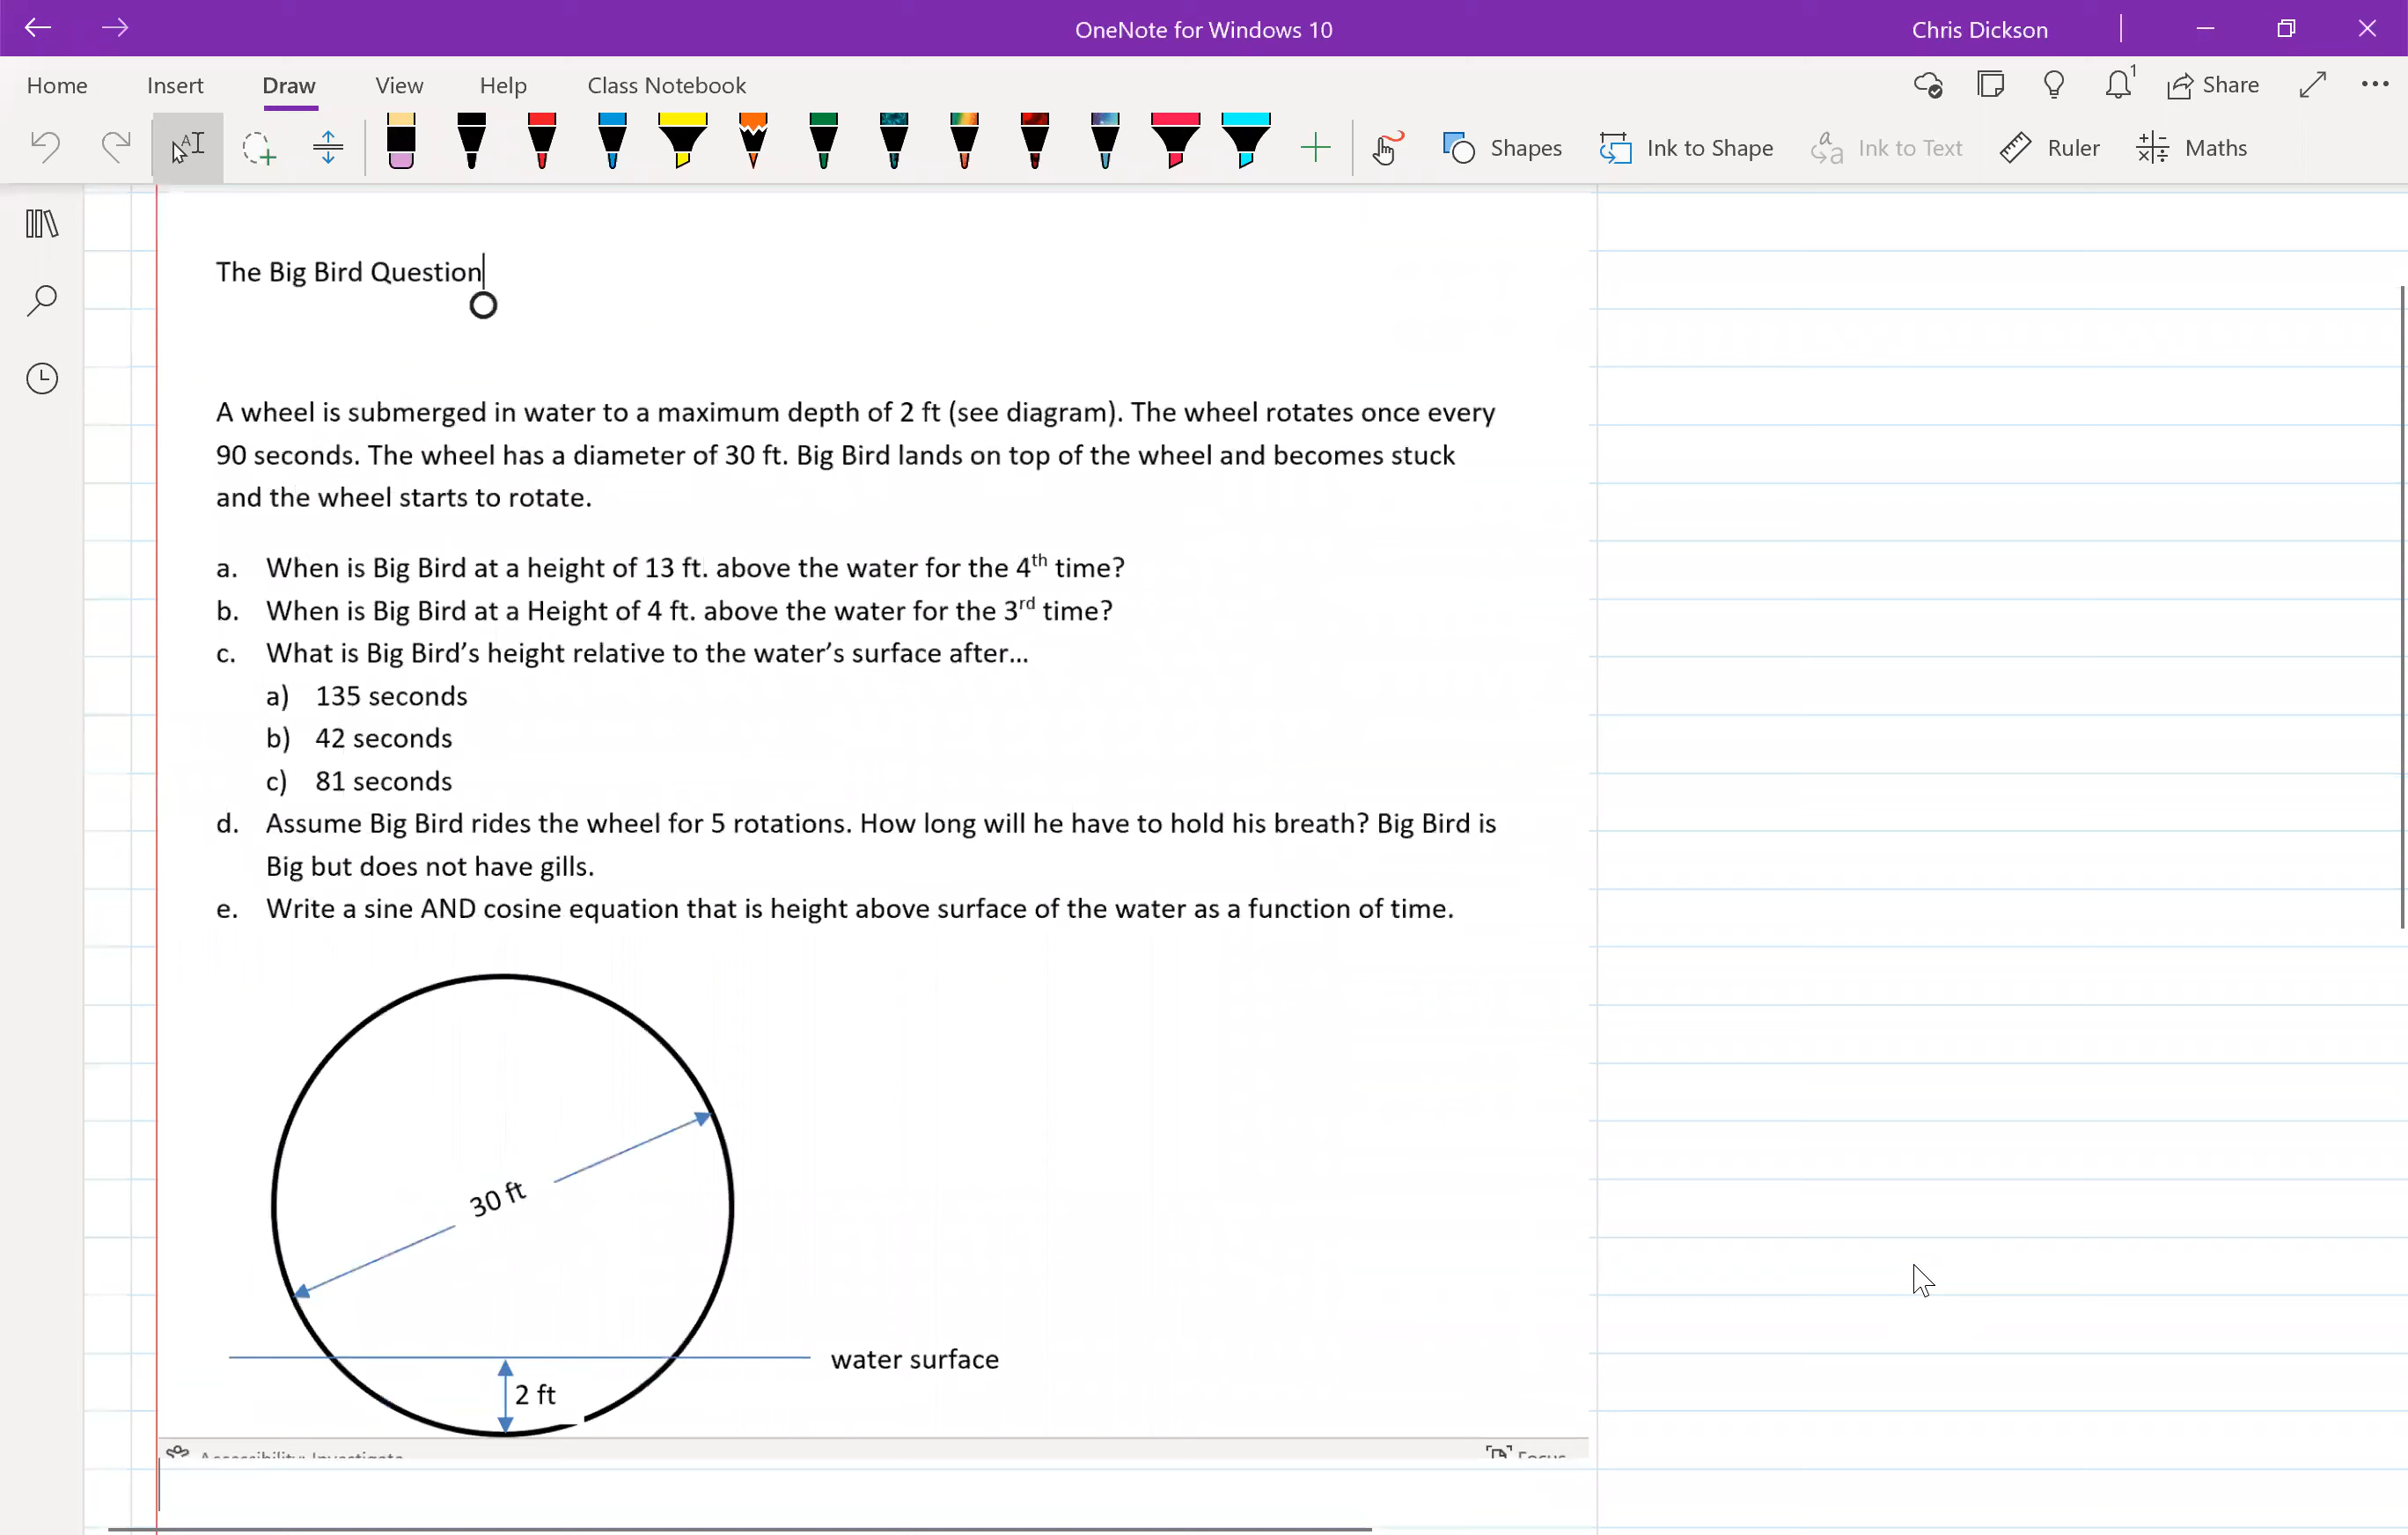 OneNote for Windows 10
Chris Dickson
Home Insert Draw View Help Class Notebook
Share
Shapes Ink to Shape Ink to Text Ruler Maths
The Big Bird Question
A wheel is submerged in water to a maximum depth of 2 ft (see diagram). The wheel rotates once every
90 seconds. The wheel has a diameter of 30 ft. Big Bird lands on top of the wheel and becomes stuck
and the wheel starts to rotate.
a. When is Big Bird at a height of 13 ft. above the water for the 4th time?
b. When is Big Bird at a Height of 4 ft. above the water for the 3rd time?
c. What is Big Bird’s height relative to the water’s surface after…
a) 135 seconds
b) 42 seconds
c) 81 seconds
d. Assume Big Bird rides the wheel for 5 rotations. How long will he have to hold his breath? Big Bird is
Big but does not have gills.
e. Write a sine AND cosine equation that is height above surface of the water as a function of time.
30 ft
water surface
2 ft
Accessibility: Investigate
Focus